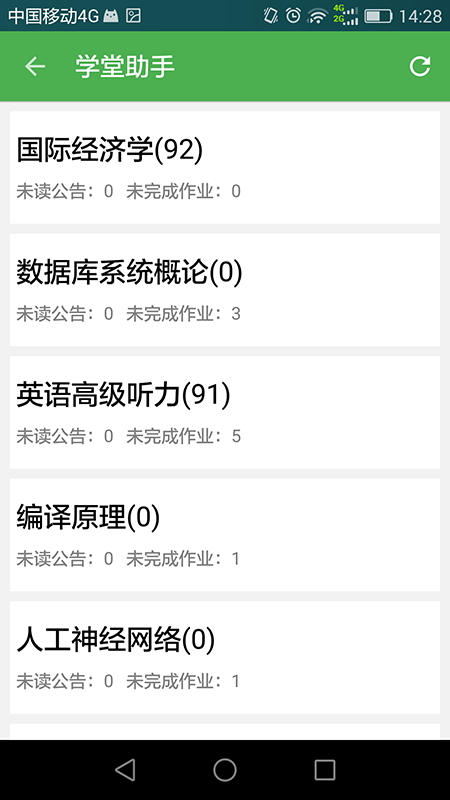 中国移动4G 4G 2G 14:28
学堂助手
国际经济学(92)
未读公告：0 未完成作业：0
数据库系统概论(0)
未读公告：0 未完成作业：3
英语高级听力(91)
未读公告：0 未完成作业：5
编译原理(0)
未读公告：0 未完成作业：1
人工神经网络(0)
未读公告：0 未完成作业：1